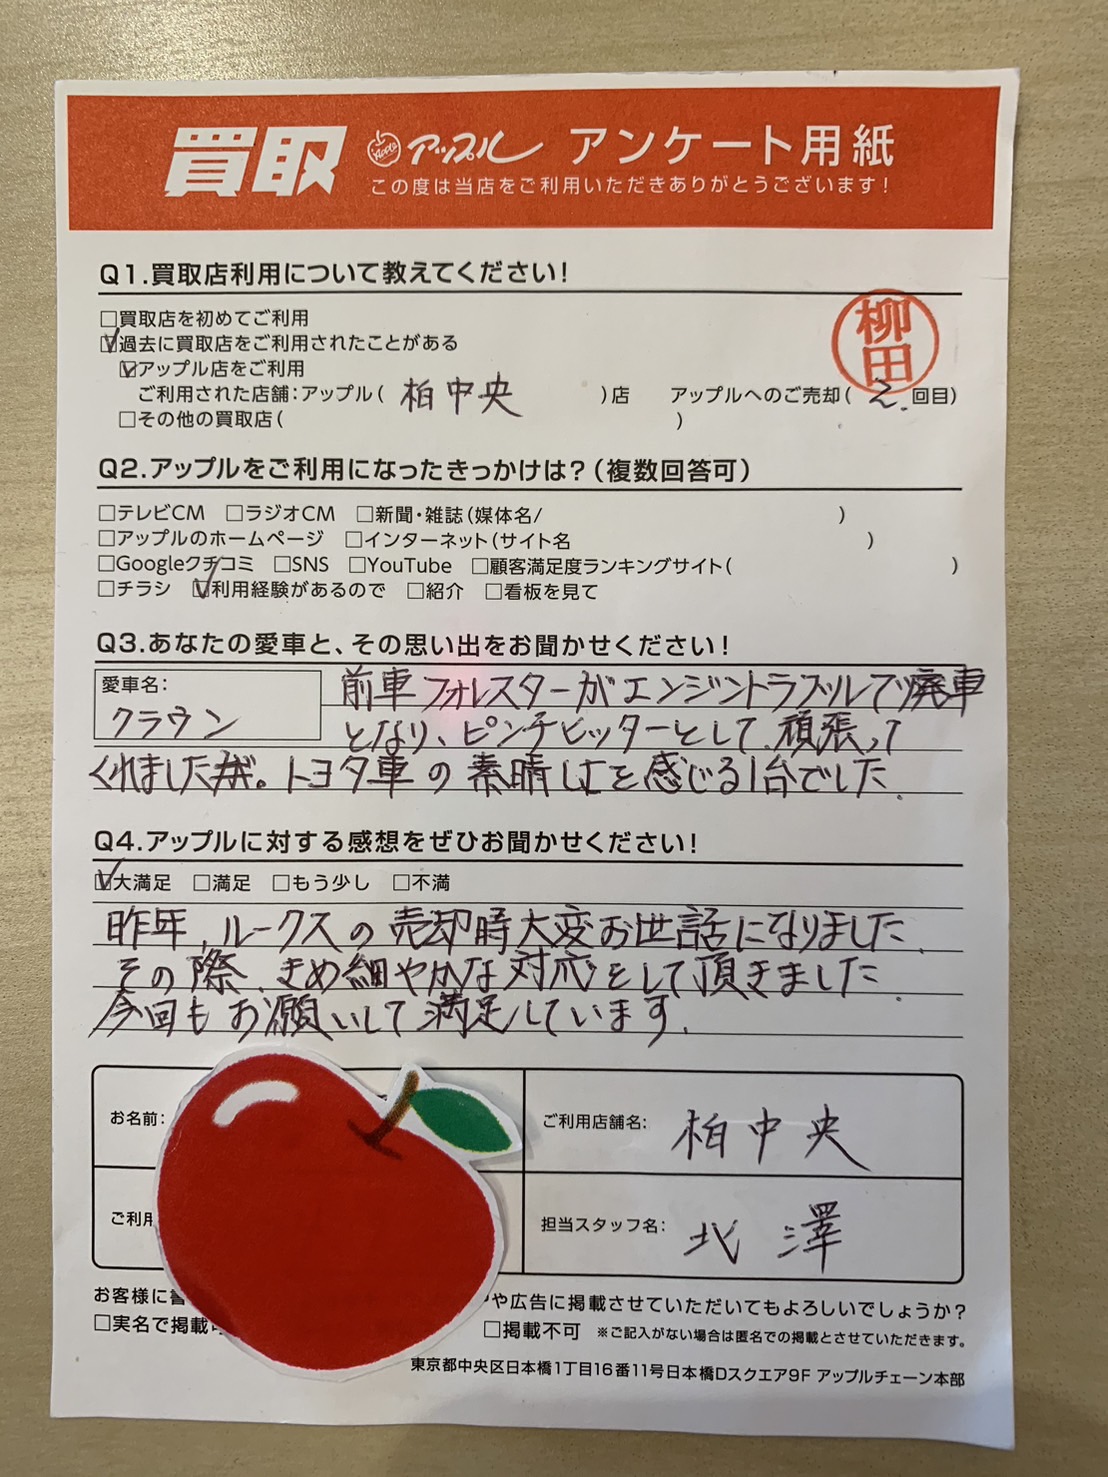 買取 Apple アップル アンケート用紙
この度は当店をご利用いただきありがとうございます!
Q1.買取店利用について教えてください!
□買取店を初めてご利用
☑過去に買取店をご利用されたことがある
☑アップル店をご利用
ご利用された店舗:アップル( 柏中央 )店 アップルへのご売却( 2. 回目)
柳田
□その他の買取店( )
Q2.アップルをご利用になったきっかけは?(複数回答可)
□テレビCM □ラジオCM □新聞・雑誌(媒体名/ )
□アップルのホームページ □インターネット(サイト名 )
□Googleクチコミ □SNS □YouTube □顧客満足度ランキングサイト( )
□チラシ ☑利用経験があるので □紹介 □看板を見て
Q3.あなたの愛車と、その思い出をお聞かせください!
愛車名:
クラウン
前車フォレスターがエンジントラブルで廃車
となり、ピンチヒッターとして頑張って
くれました。トヨタ車の素晴しさを感じる1台でした.
Q4.アップルに対する感想をぜひお聞かせください!
☑大満足 □満足 □もう少し □不満
昨年,ルークスの売却時大変お世話になりました.
その際、きめ細やかな対応をして頂きました.
今回もお願いして満足しています.
お名前:
ご利用店舗名: 柏中央
ご利用
担当スタッフ名: 北澤
お客様に書 や広告に掲載させていただいてもよろしいでしょうか?
□実名で掲載可 □掲載不可 ※ご記入がない場合は匿名での掲載とさせていただきます。
東京都中央区日本橋1丁目16番11号日本橋Dスクエア9F アップルチェーン本部